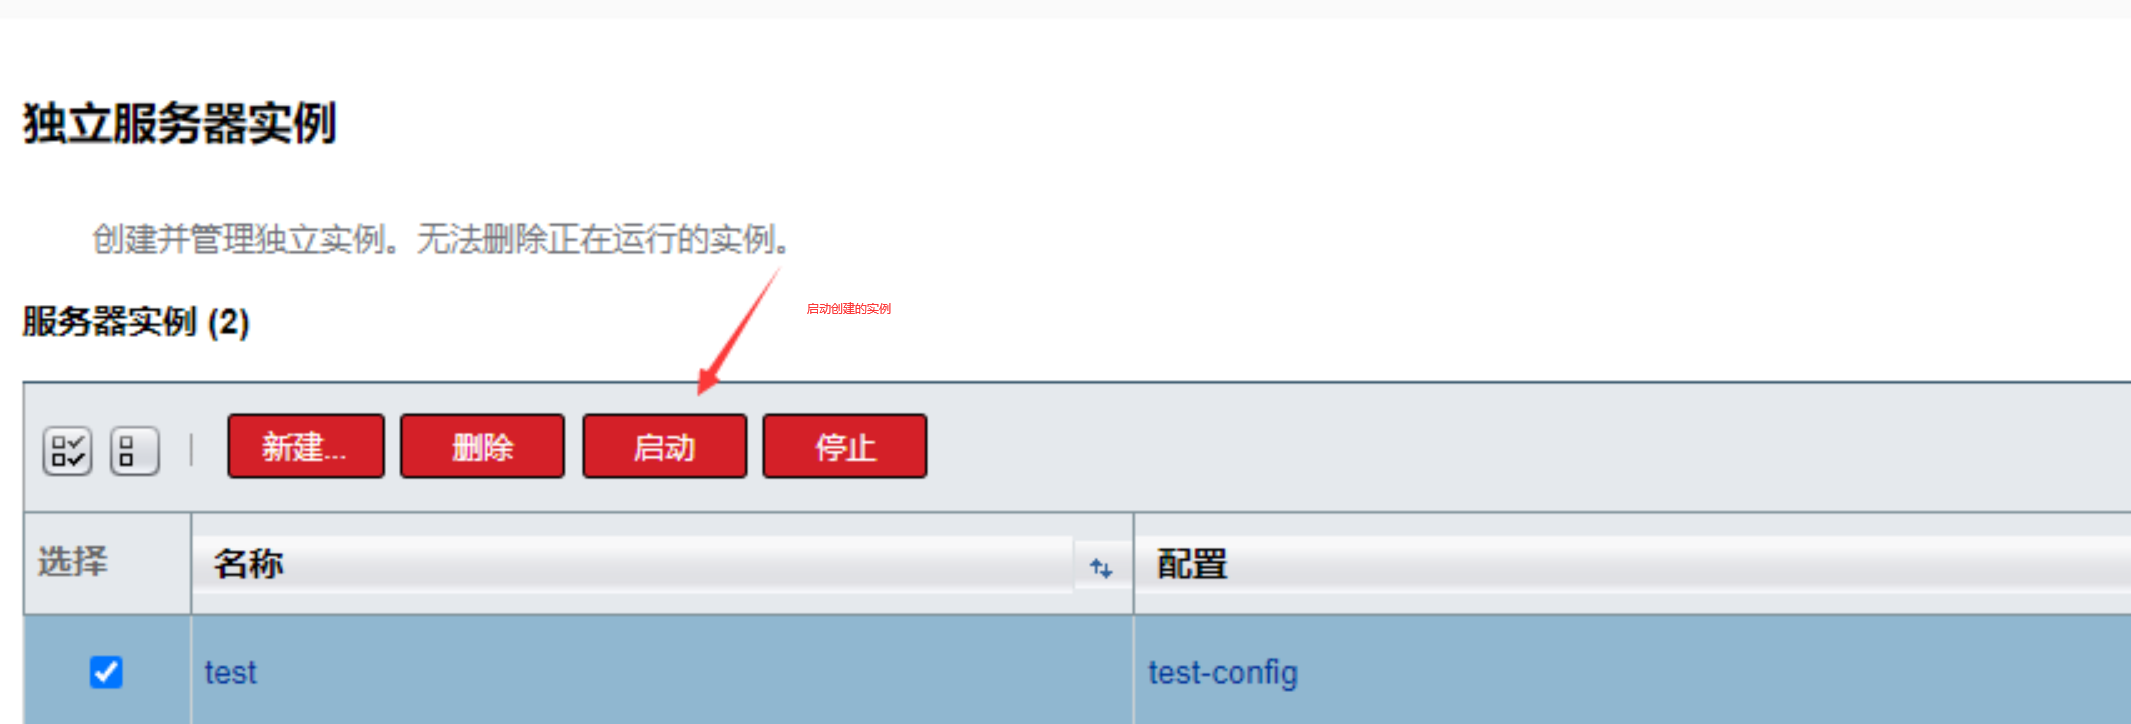 独立服务器实例
创建并管理独立实例。无法删除正在运行的实例。
启动创建的实例
服务器实例 (2)
新建... 删除 启动 停止
选择 名称 配置
test test-config